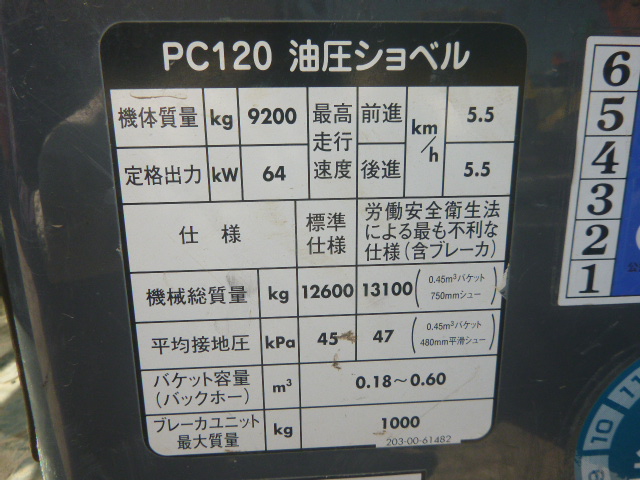 PC120 油圧ショベル
機体質量 kg 9200 最高走行速度 前進 km/h 5.5
定格出力 kW 64 後進 5.5
仕様 標準仕様 労働安全衛生法による最も不利な仕様(含ブレーカ)
機械総質量 kg 12600 13100 (0.45m³バケット 750mmシュー)
平均接地圧 kPa 45 47 (0.45m³バケット 480mm平滑シュー)
バケット容量(バックホー) m³ 0.18~0.60
ブレーカユニット最大質量 kg 1000
203-00-61482
6
5
4
3
2
1
10 11